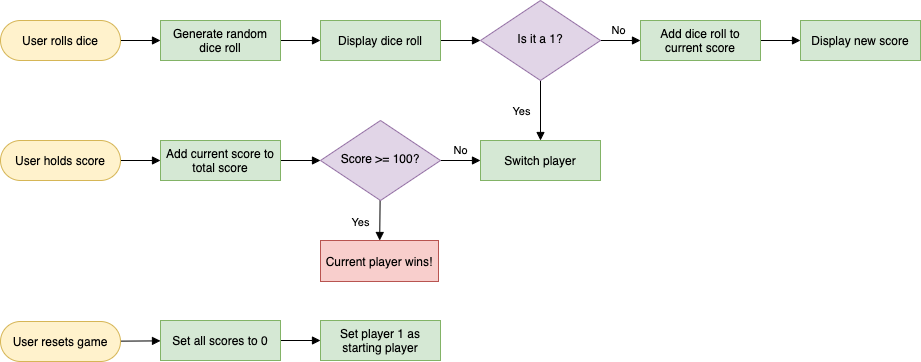 User rolls dice
Generate random
dice roll
Display dice roll
Is it a 1?
No
Add dice roll to
current score
Display new score
Yes
User holds score
Add current score to
total score
Score >= 100?
No
Switch player
Yes
Current player wins!
User resets game
Set all scores to 0
Set player 1 as
starting player